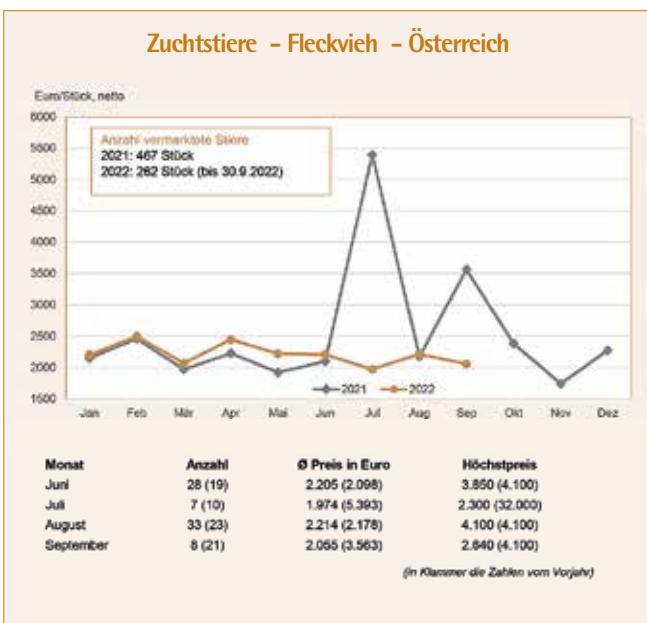 Zuchtstiere - Fleckvieh - Österreich
Euro/Stück, netto
6000
5500
5000
4500
4000
3500
3000
2500
2000
1500
Anzahl vermarktete Stiere
2021: 467 Stück
2022: 262 Stück (bis 30.9.2022)
2021 2022
Jan Feb Mär Apr Mai Jun Jul Aug Sep Okt Nov Dez
Monat Anzahl Ø Preis in Euro Höchstpreis
Juni 28 (19) 2.205 (2.098) 3.850 (4.100)
Juli 7 (10) 1.974 (5.393) 2.300 (32.000)
August 33 (23) 2.214 (2.178) 4.100 (4.100)
September 8 (21) 2.055 (3.563) 2.640 (4.100)
(in Klammer die Zahlen vom Vorjahr)